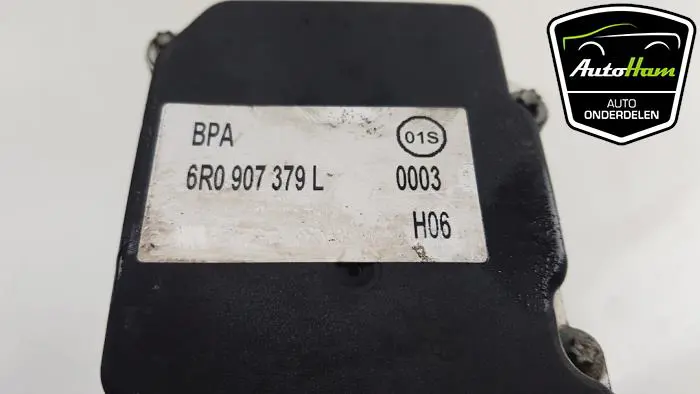 BPA 01S
6R0 907 379 L 0003
H06
AutoHam
AUTO
ONDERDELEN